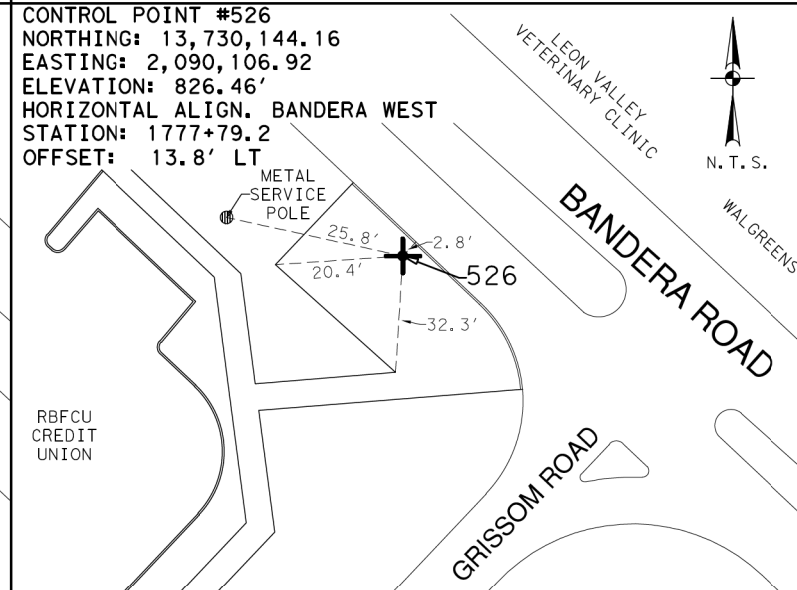 CONTROL POINT #526
NORTHING: 13,730,144.16
EASTING: 2,090,106.92
ELEVATION: 826.46'
HORIZONTAL ALIGN. BANDERA WEST
STATION: 1777+79.2
OFFSET: 13.8' LT
LEON VALLEY
VETERINARY CLINIC
N.T.S.
METAL
SERVICE
POLE
WALGREENS
BANDERA ROAD
25.8'
2.8'
20.4'
526
32.3'
RBFCU
CREDIT
UNION
GRISSOM ROAD